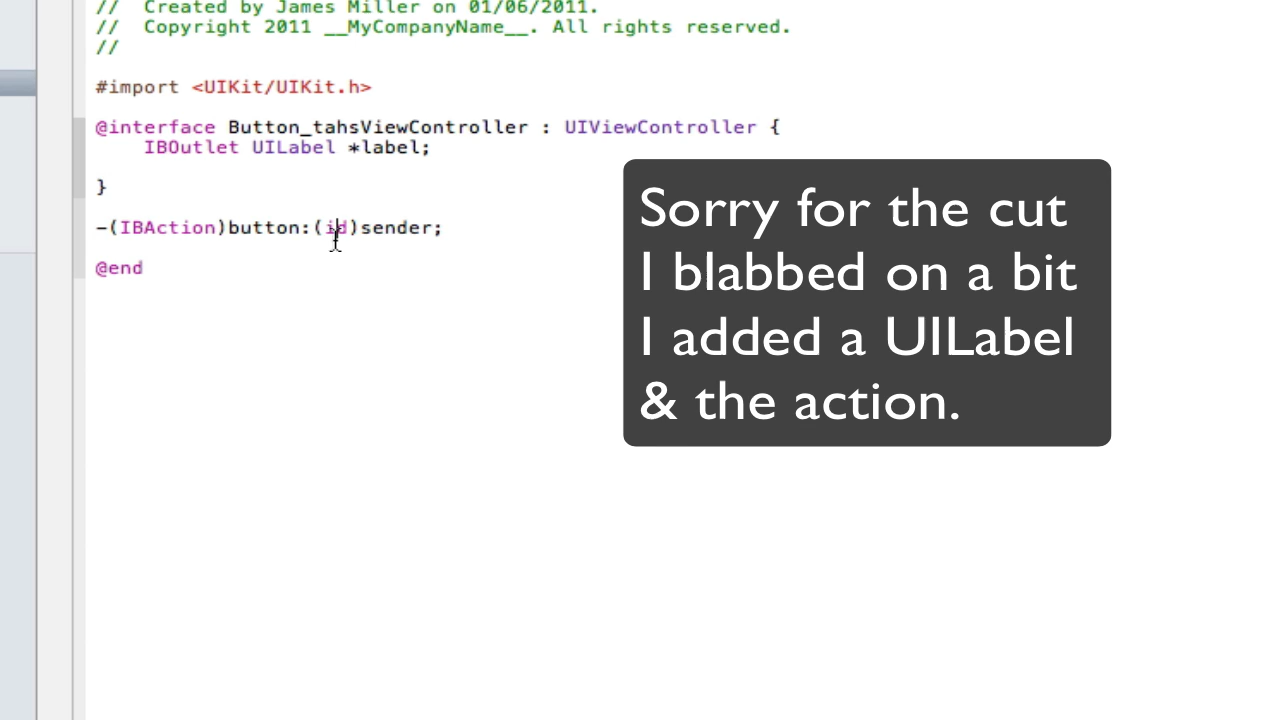 //  Created by James Miller on 01/06/2011.
//  Copyright 2011 __MyCompanyName__. All rights reserved.
//
#import <UIKit/UIKit.h>
@interface Button_tahsViewController : UIViewController {
    IBOutlet UILabel *label;
}
-(IBAction)button:(id)sender;
@end
Sorry for the cut
I blabbed on a bit
I added a UILabel
& the action.